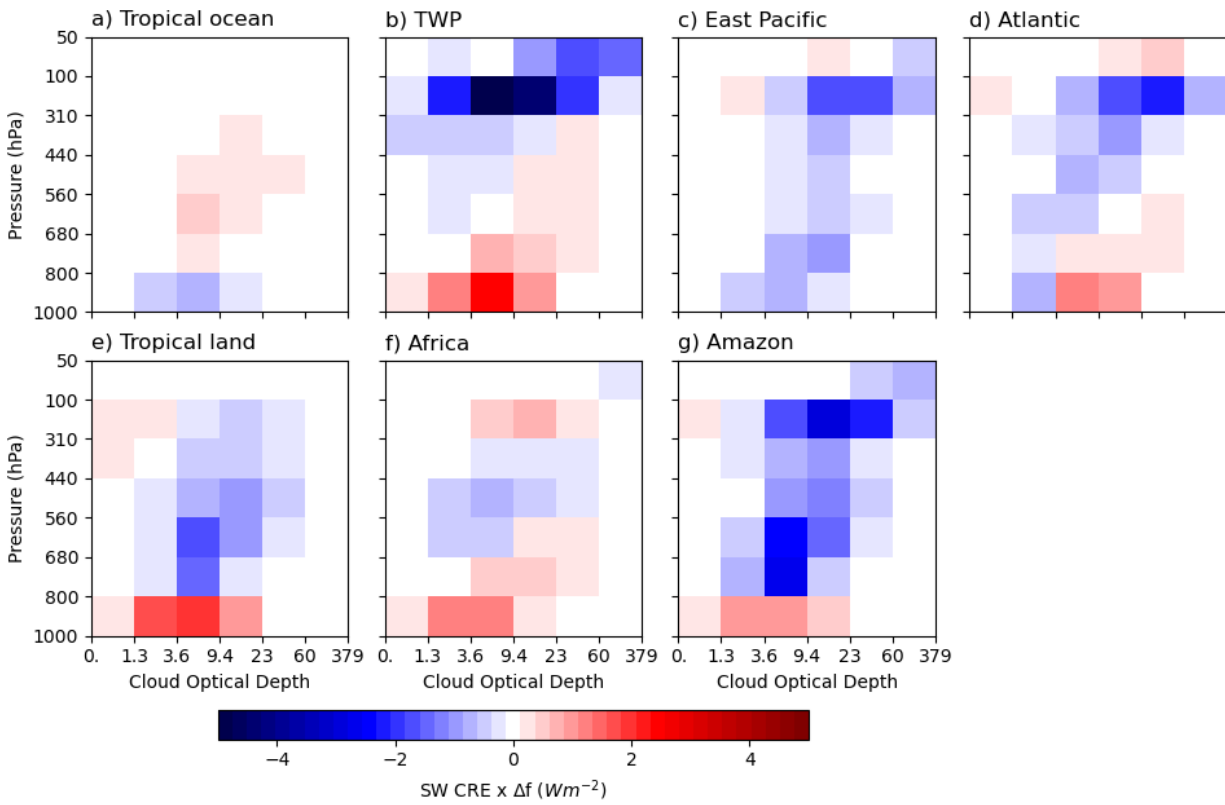 a) Tropical ocean
b) TWP
c) East Pacific
d) Atlantic
50
100
310
440
560
680
800
1000
Pressure (hPa)
e) Tropical land
f) Africa
g) Amazon
50
100
310
440
560
680
800
1000
Pressure (hPa)
0. 1.3 3.6 9.4 23 60 379
0. 1.3 3.6 9.4 23 60 379
0. 1.3 3.6 9.4 23 60 379
Cloud Optical Depth
Cloud Optical Depth
Cloud Optical Depth
−4 −2 0 2 4
SW CRE x Δf (Wm⁻²)